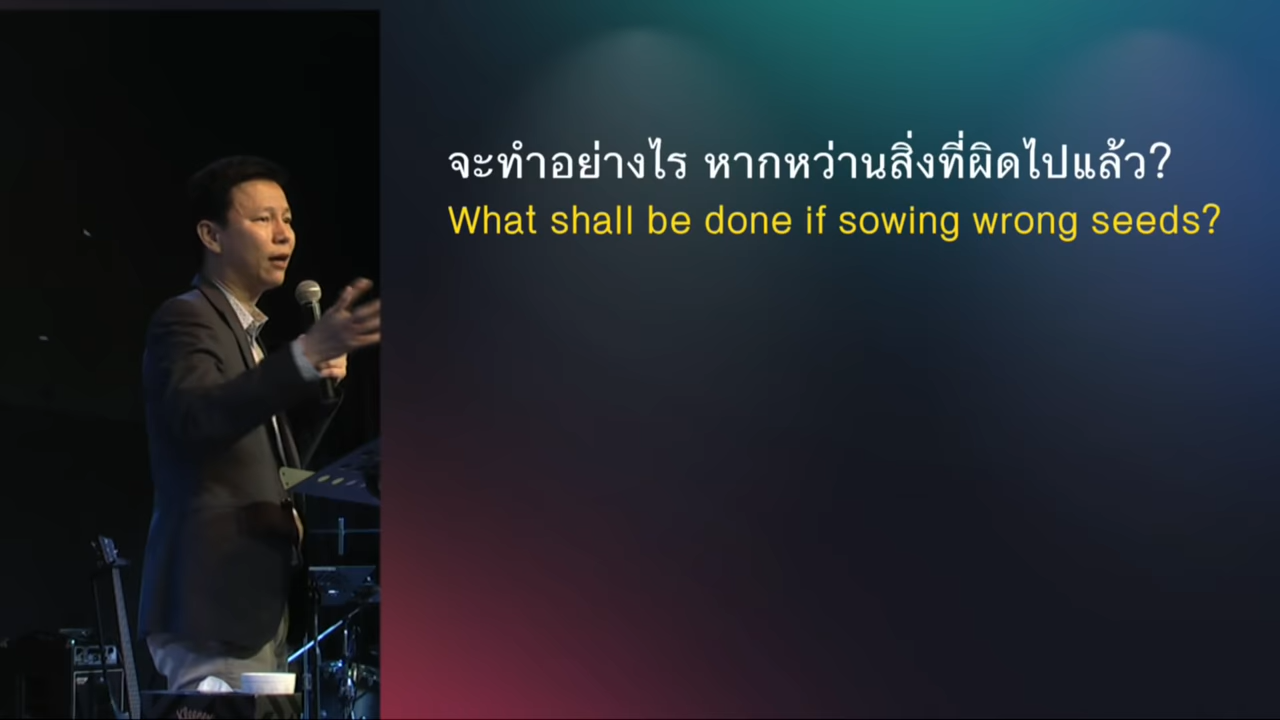 จะทำอย่างไร หากหว่านสิ่งที่ผิดไปแล้ว?
What shall be done if sowing wrong seeds?
Kleenex